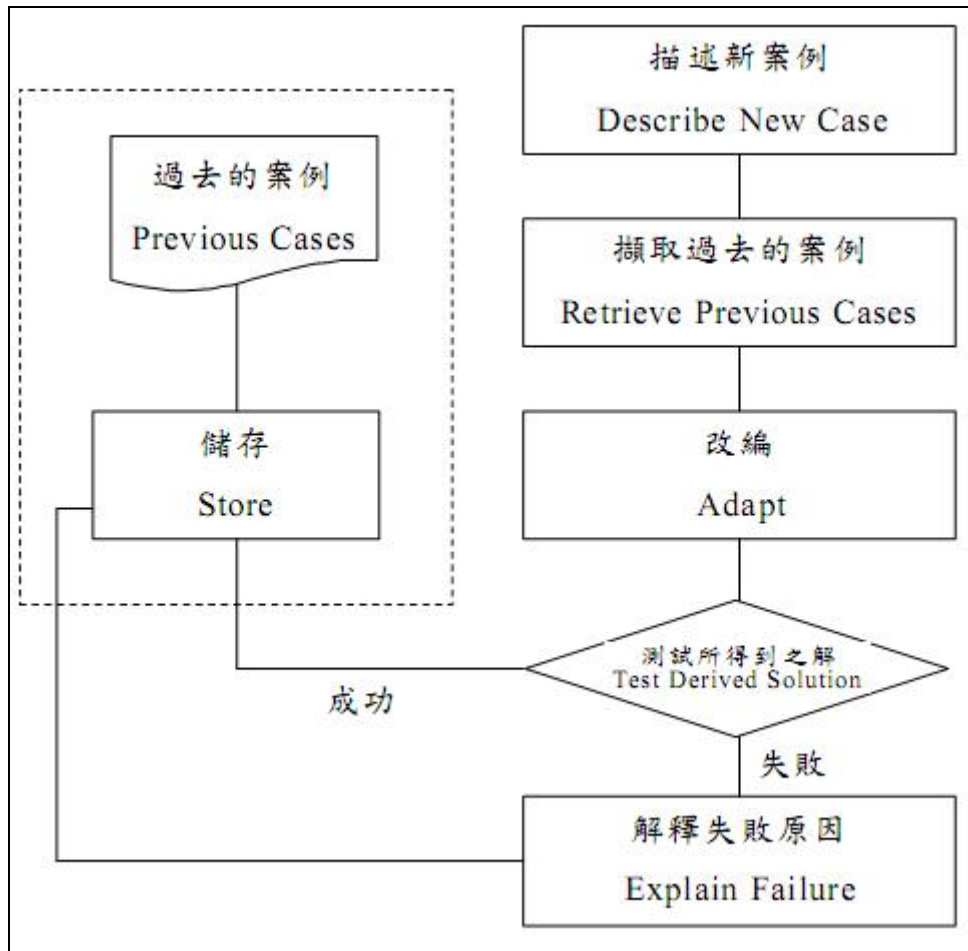 描述新案例
Describe New Case
過去的案例
Previous Cases
擷取過去的案例
Retrieve Previous Cases
儲存
Store
改編
Adapt
測試所得到之解
Test Derived Solution
成功
失敗
解釋失敗原因
Explain Failure